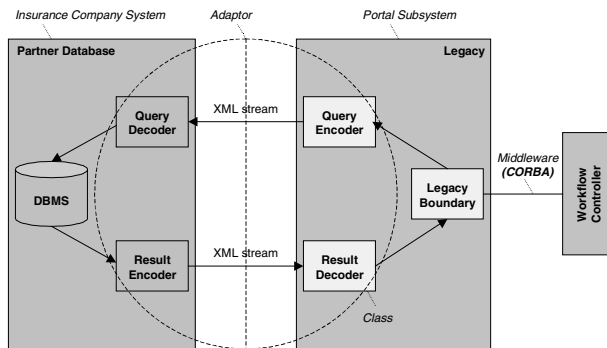 Insurance Company System
Adaptor
Portal Subsystem
Partner Database
Legacy
Query
Decoder
XML stream
Query
Encoder
Middleware
(CORBA)
DBMS
Legacy
Boundary
Workflow
Controller
Result
Encoder
XML stream
Result
Decoder
Class